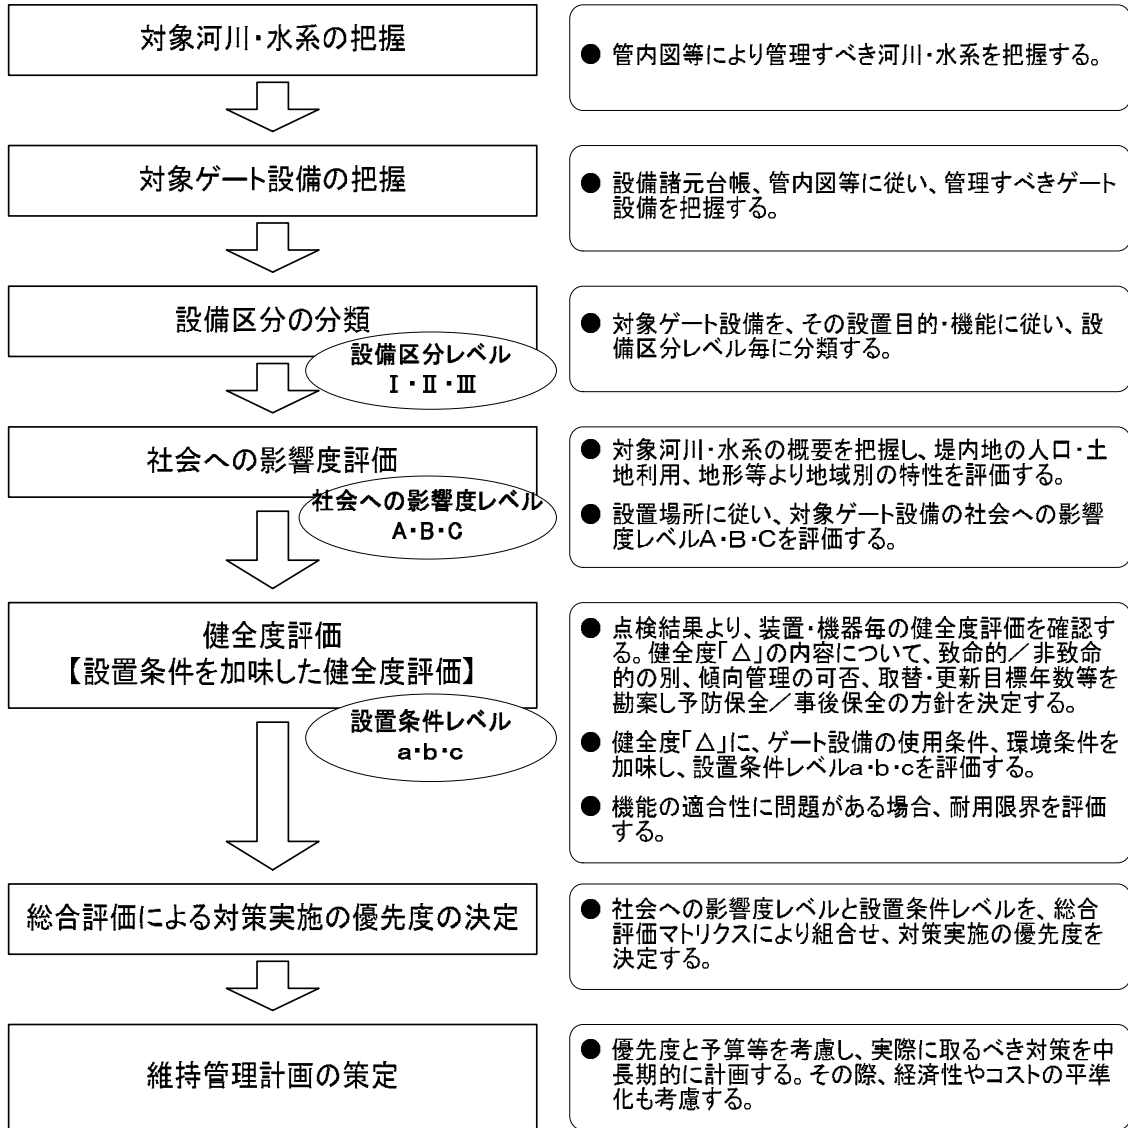 対象河川・水系の把握
● 管内図等により管理すべき河川・水系を把握する。
対象ゲート設備の把握
● 設備諸元台帳、管内図等に従い、管理すべきゲート
設備を把握する。
設備区分の分類
設備区分レベル
Ⅰ・Ⅱ・Ⅲ
● 対象ゲート設備を、その設置目的・機能に従い、設
備区分レベル毎に分類する。
社会への影響度評価
社会への影響度レベル
A・B・C
● 対象河川・水系の概要を把握し、堤内地の人口・土
地利用、地形等より地域別の特性を評価する。
● 設置場所に従い、対象ゲート設備の社会への影響
度レベルA・B・Cを評価する。
健全度評価
【設置条件を加味した健全度評価】
設置条件レベル
a・b・c
● 点検結果より、装置・機器毎の健全度評価を確認す
る。健全度「△」の内容について、致命的／非致命
的の別、傾向管理の可否、取替・更新目標年数等を
勘案し予防保全／事後保全の方針を決定する。
● 健全度「△」に、ゲート設備の使用条件、環境条件を
加味し、設置条件レベルa・b・cを評価する。
● 機能の適合性に問題がある場合、耐用限界を評価
する。
総合評価による対策実施の優先度の決定
● 社会への影響度レベルと設置条件レベルを、総合
評価マトリクスにより組合せ、対策実施の優先度を
決定する。
維持管理計画の策定
● 優先度と予算等を考慮し、実際に取るべき対策を中
長期的に計画する。その際、経済性やコストの平準
化も考慮する。